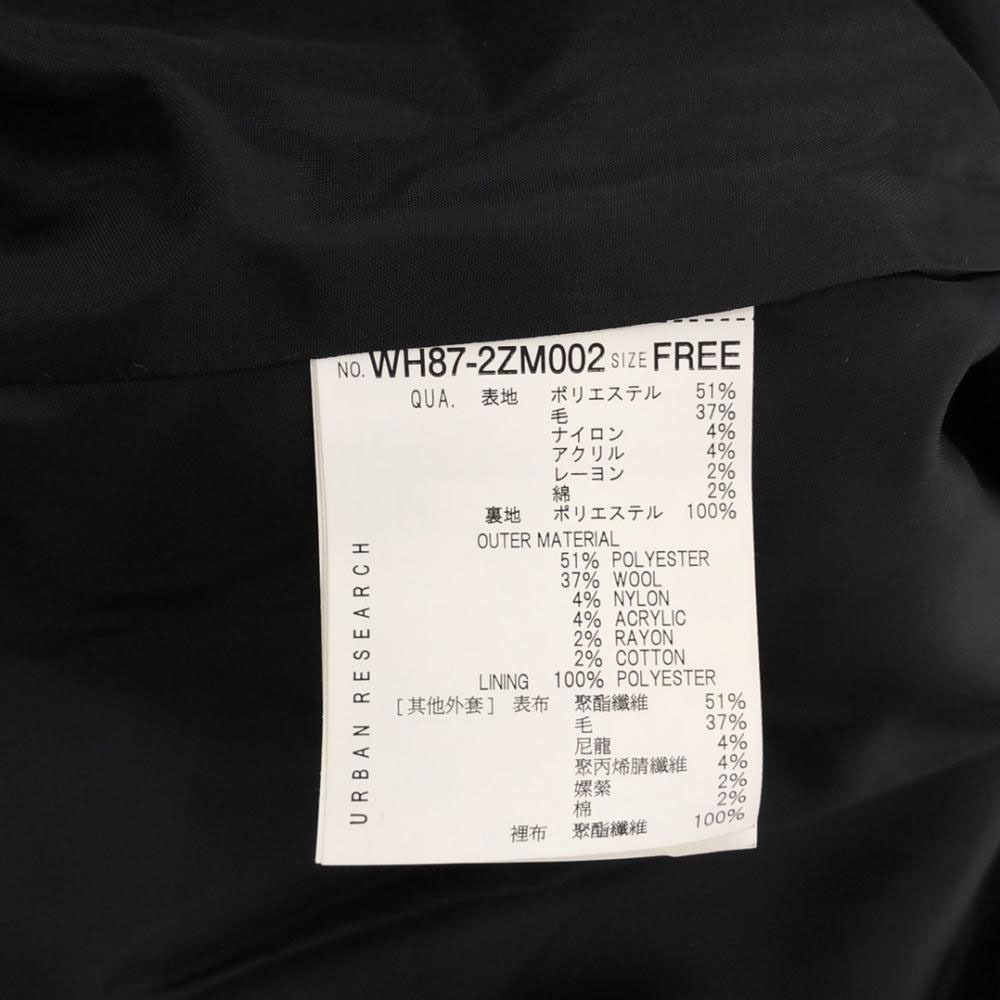 NO. WH87-2ZM002 SIZE FREE
QUA. 表地 ポリエステル 51%
毛 37%
ナイロン 4%
アクリル 4%
レーヨン 2%
綿 2%
裏地 ポリエステル 100%
OUTER MATERIAL
51% POLYESTER
37% WOOL
4% NYLON
4% ACRYLIC
2% RAYON
2% COTTON
LINING 100% POLYESTER
[其他外套] 表布 聚酯纖維 51%
毛 37%
尼龍 4%
聚丙烯腈纖維 4%
嫘縈 2%
棉 2%
裡布 聚酯纖維 100%
URBAN RESEARCH